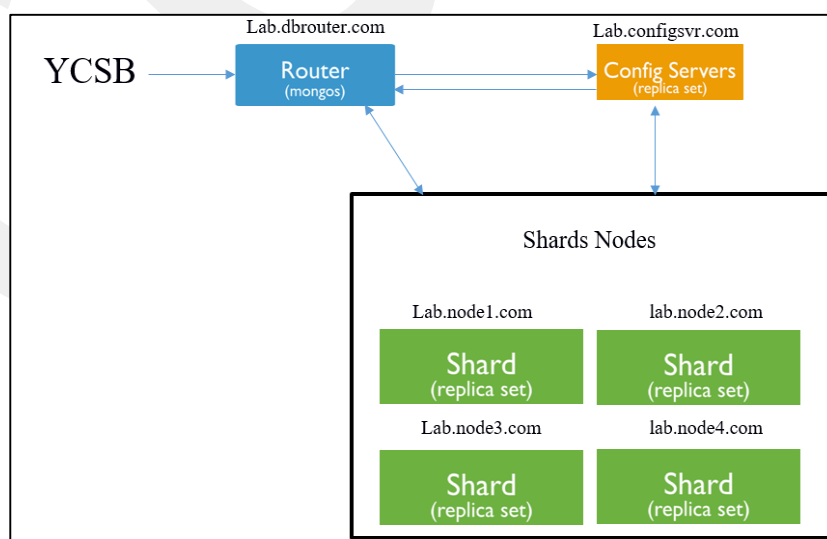 Lab.dbrouter.com
Lab.configsvr.com
YCSB
Router
(mongos)
Config Servers
(replica set)
Shards Nodes
Lab.node1.com
lab.node2.com
Shard
(replica set)
Shard
(replica set)
Lab.node3.com
lab.node4.com
Shard
(replica set)
Shard
(replica set)